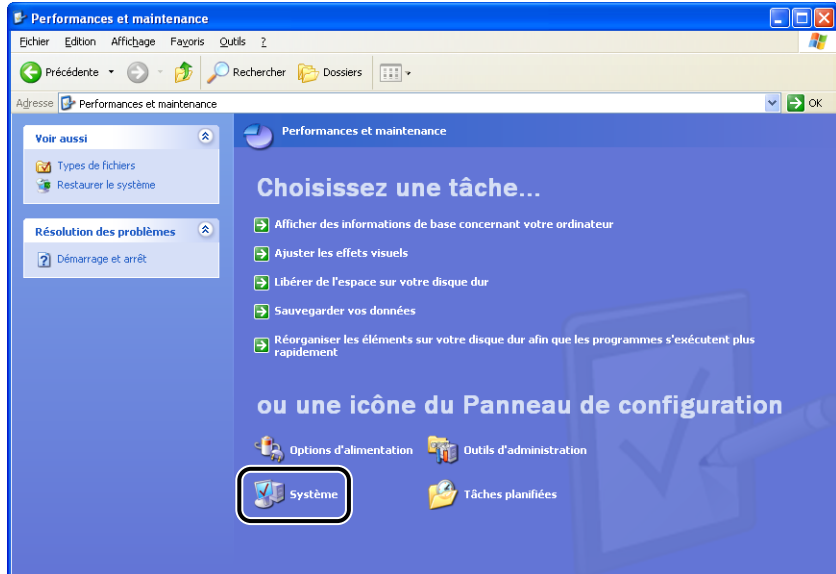 Performances et maintenance
Fichier Edition Affichage Favoris Outils ?
Précédente Rechercher Dossiers
Adresse Performances et maintenance OK
Voir aussi
Types de fichiers
Restaurer le système
Résolution des problèmes
Démarrage et arrêt
Performances et maintenance
Choisissez une tâche...
Afficher des informations de base concernant votre ordinateur
Ajuster les effets visuels
Libérer de l'espace sur votre disque dur
Sauvegarder vos données
Réorganiser les éléments sur votre disque dur afin que les programmes s'exécutent plus
rapidement
ou une icône du Panneau de configuration
Options d'alimentation Outils d'administration
Système Tâches planifiées